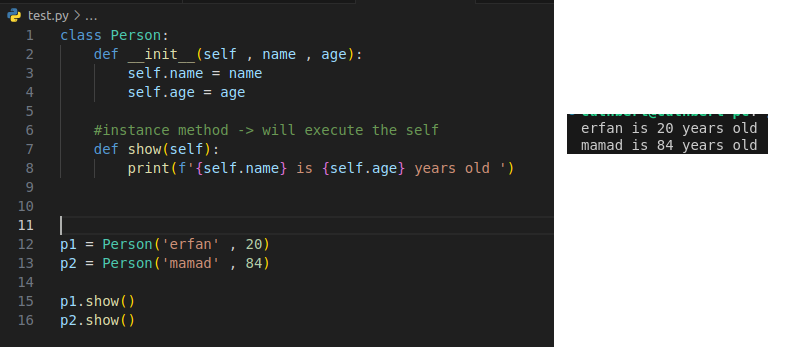 test.py > ...
1 class Person:
2 def __init__(self , name , age):
3 self.name = name
4 self.age = age
5
6 #instance method -> will execute the self
7 def show(self):
8 print(f'{self.name} is {self.age} years old ')
9
10
11
12 p1 = Person('erfan' , 20)
13 p2 = Person('mamad' , 84)
14
15 p1.show()
16 p2.show()
erfan is 20 years old
mamad is 84 years old